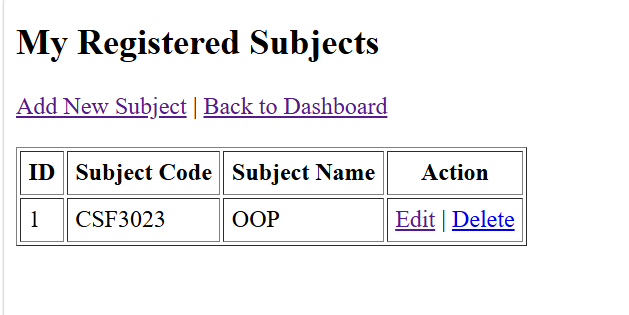 My Registered Subjects
Add New Subject | Back to Dashboard
ID Subject Code Subject Name Action
1 CSF3023 OOP Edit | Delete